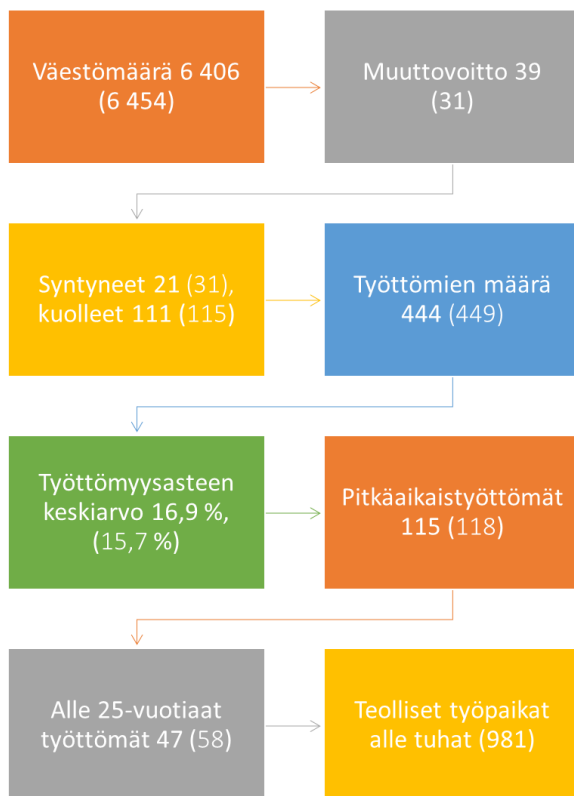 Väestömäärä 6 406
(6 454)
Muuttovoitto 39
(31)
Syntyneet 21 (31),
kuolleet 111 (115)
Työttömien määrä
444 (449)
Työttömyysasteen
keskiarvo 16,9 %,
(15,7 %)
Pitkäaikaistyöttömät
115 (118)
Alle 25-vuotiaat
työttömät 47 (58)
Teolliset työpaikat
alle tuhat (981)